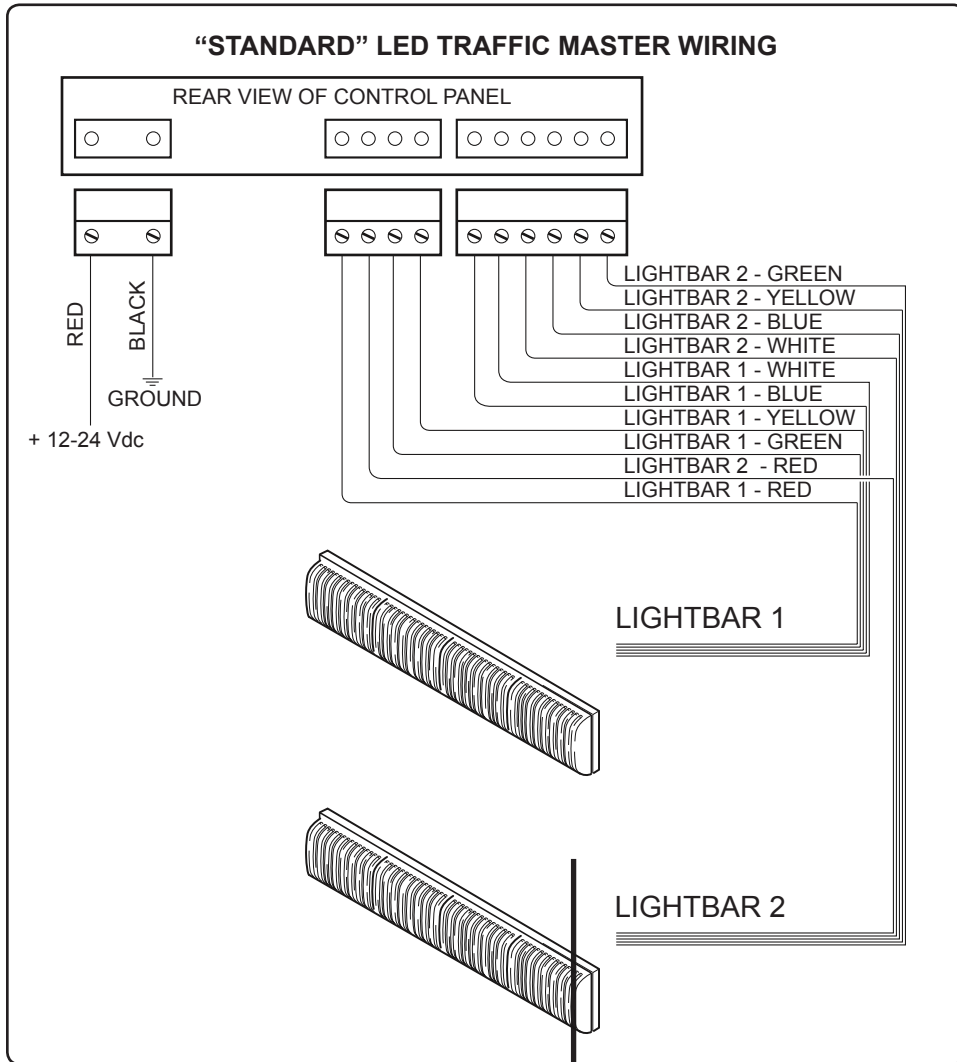 “STANDARD” LED TRAFFIC MASTER WIRING
REAR VIEW OF CONTROL PANEL
RED
BLACK
GROUND
+ 12-24 Vdc
LIGHTBAR 2 - GREEN
LIGHTBAR 2 - YELLOW
LIGHTBAR 2 - BLUE
LIGHTBAR 2 - WHITE
LIGHTBAR 1 - WHITE
LIGHTBAR 1 - BLUE
LIGHTBAR 1 - YELLOW
LIGHTBAR 1 - GREEN
LIGHTBAR 2 - RED
LIGHTBAR 1 - RED
LIGHTBAR 1
LIGHTBAR 2